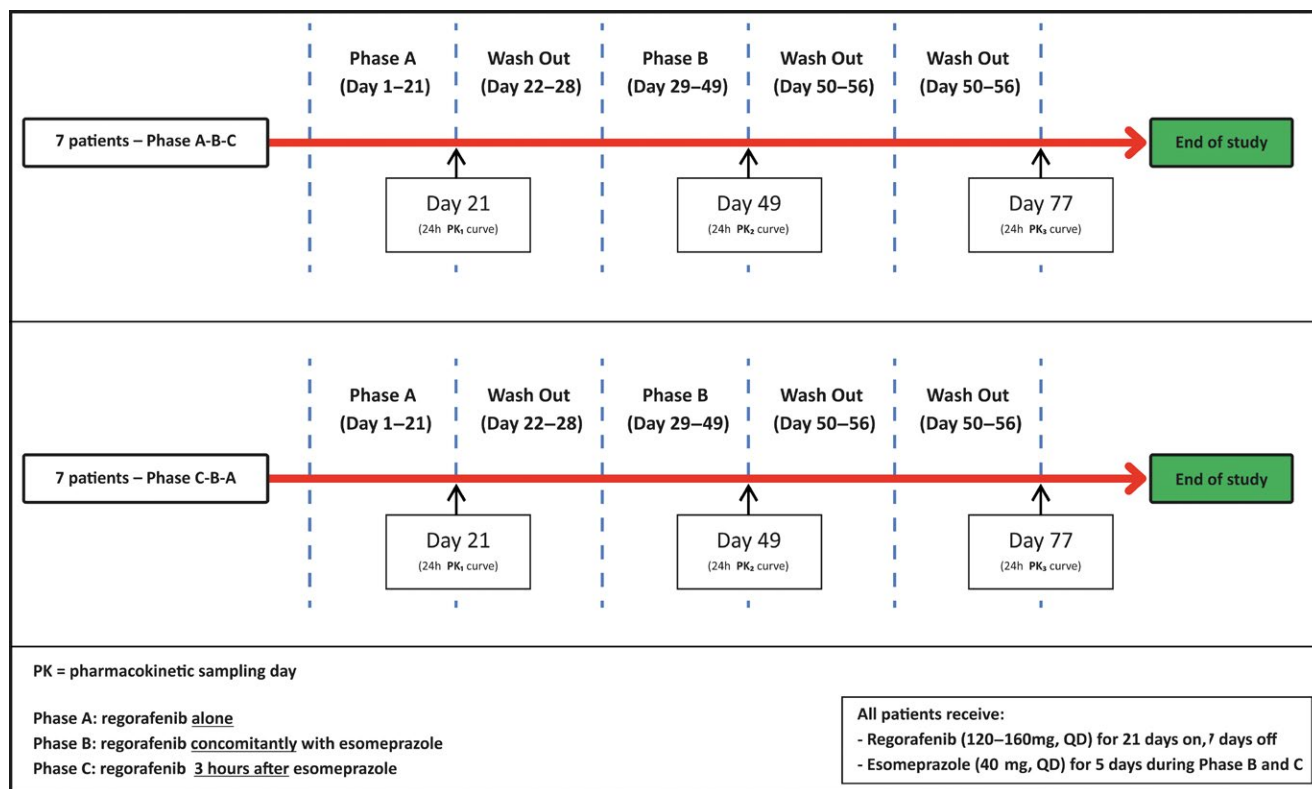 Phase A Wash Out Phase B Wash Out Wash Out
(Day 1–21) (Day 22–28) (Day 29–49) (Day 50–56) (Day 50–56)
7 patients – Phase A-B-C
End of study
Day 21 Day 49 Day 77
(24h PK₁ curve) (24h PK₂ curve) (24h PK₃ curve)
Phase A Wash Out Phase B Wash Out Wash Out
(Day 1–21) (Day 22–28) (Day 29–49) (Day 50–56) (Day 50–56)
7 patients – Phase C-B-A
End of study
Day 21 Day 49 Day 77
(24h PK₁ curve) (24h PK₂ curve) (24h PK₃ curve)
PK = pharmacokinetic sampling day
Phase A: regorafenib alone
Phase B: regorafenib concomitantly with esomeprazole
Phase C: regorafenib 3 hours after esomeprazole
All patients receive:
- Regorafenib (120–160mg, QD) for 21 days on, 7 days off
- Esomeprazole (40 mg, QD) for 5 days during Phase B and C